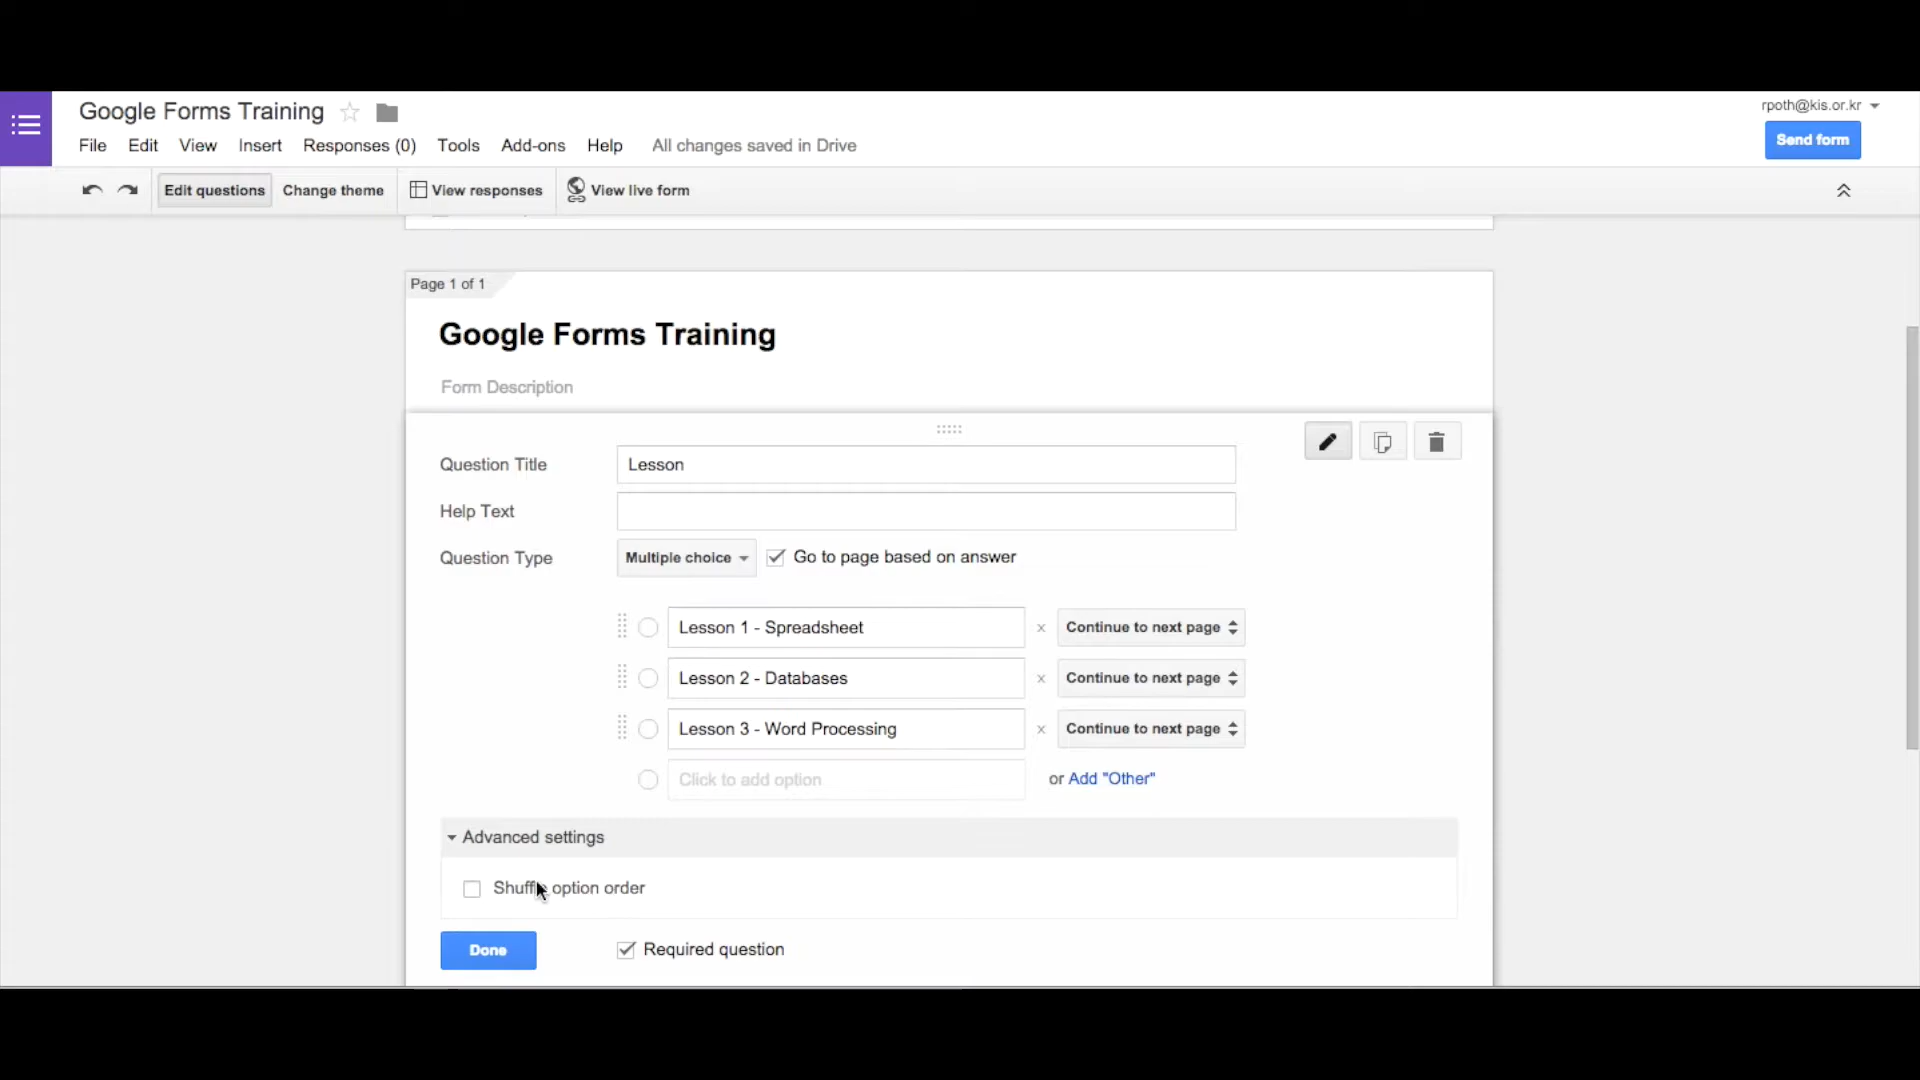 Google Forms Training
rpoth@kis.or.kr
File Edit View Insert Responses (0) Tools Add-ons Help All changes saved in Drive
Send form
Edit questions Change theme View responses View live form
Page 1 of 1
Google Forms Training
Form Description
Question Title Lesson
Help Text
Question Type Multiple choice Go to page based on answer
Lesson 1 - Spreadsheet x Continue to next page
Lesson 2 - Databases x Continue to next page
Lesson 3 - Word Processing x Continue to next page
Click to add option or Add "Other"
Advanced settings
Shuffle option order
Done Required question